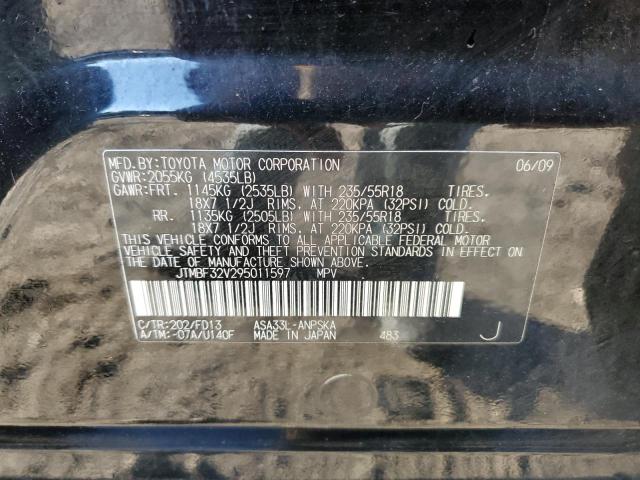 MFD.BY:TOYOTA MOTOR CORPORATION 06/09
GVWR:2055KG (4535LB)
GAWR:FRT. 1145KG (2535LB) WITH 235/55R18 TIRES.
18X7 1/2J RIMS. AT 220KPA (32PSI) COLD.
RR. 1135KG (2505LB) WITH 235/55R18 TIRES.
18X7 1/2J RIMS. AT 220KPA (32PSI) COLD.
THIS VEHICLE CONFORMS TO ALL APPLICABLE FEDERAL MOTOR
VEHICLE SAFETY AND THEFT PREVENTION STANDARDS IN EFFECT ON
THE DATE OF MANUFACTURE SHOWN ABOVE.
JTMBF32V295011597 MPV
C/TR:202/FD13 ASA33L-ANPSKA
A/TM:-07A/U140F MADE IN JAPAN 483 J